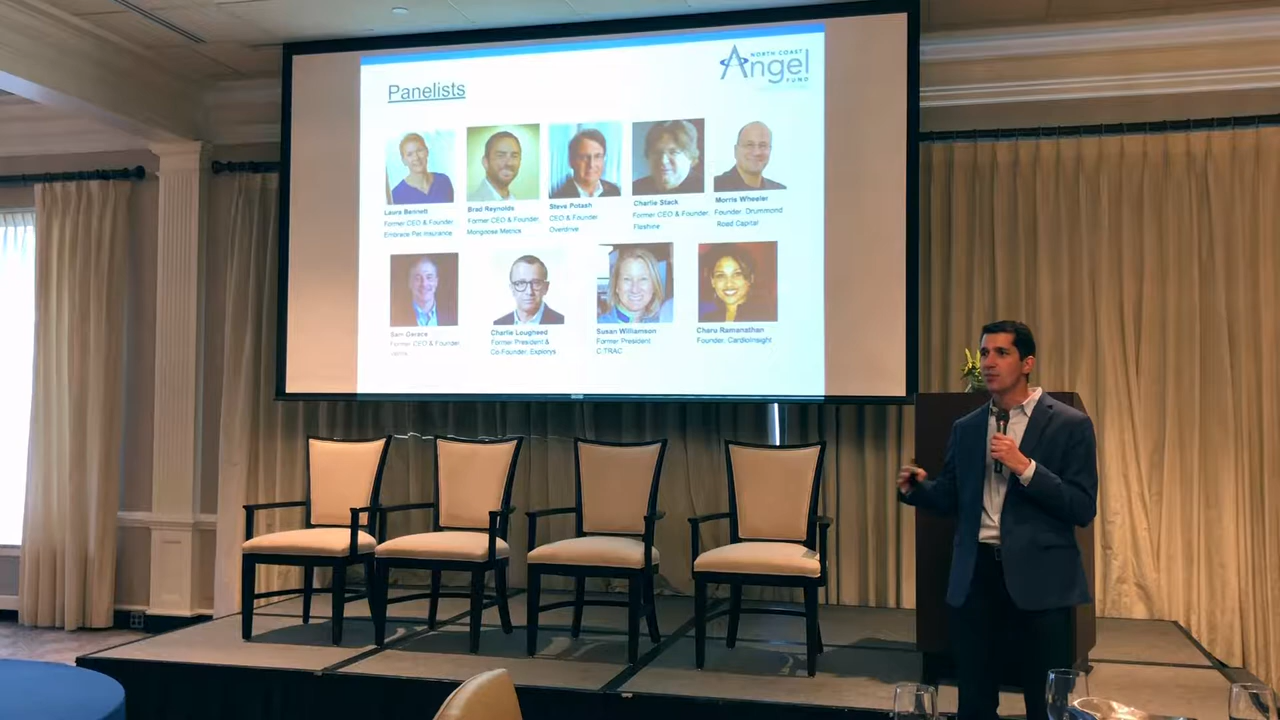 NORTH COAST
Angel
FUND
Panelists
Laura Bennett
Former CEO & Founder,
Embrace Pet Insurance
Brad Reynolds
Former CEO & Founder,
Mongoose Metrics
Steve Potash
CEO & Founder
Overdrive
Charlie Stack
Former CEO & Founder,
Flashline
Morris Wheeler
Founder, Drummond
Road Capital
Sam Gerace
Former CEO & Founder,
Charlie Lougheed
Former President &
Co-Founder, Explorys
Susan Williamson
Former President
C.TRAC
Charu Ramanathan
Founder, CardioInsight